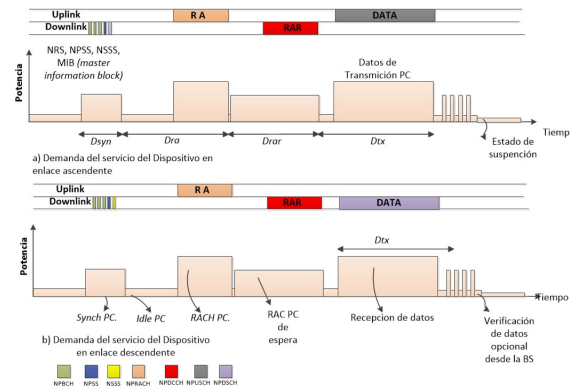 Uplink
R A
DATA
Downlink
RAR
NRS, NPSS, NSSS,
MIB (master
information block)
Datos de
Transmición PC
Potencia
Tiemp
Dsyn
Dra
Drar
Dtx
Estado de
suspención
a) Demanda del servicio del Dispositivo en
enlace ascendente
Uplink
R A
Downlink
RAR
DATA
Dtx
Potencia
Tiempo
Synch PC.
Idle PC
RACH PC.
RAC PC
de
espera
Recepcion de datos
Verificación
de datos
opcional
desde la BS
b) Demanda del servicio del Dispositivo
en enlace descendente
NPBCH
NPSS
NSSS
NPRACH
NPDCCH
NPUSCH
NPDSCH